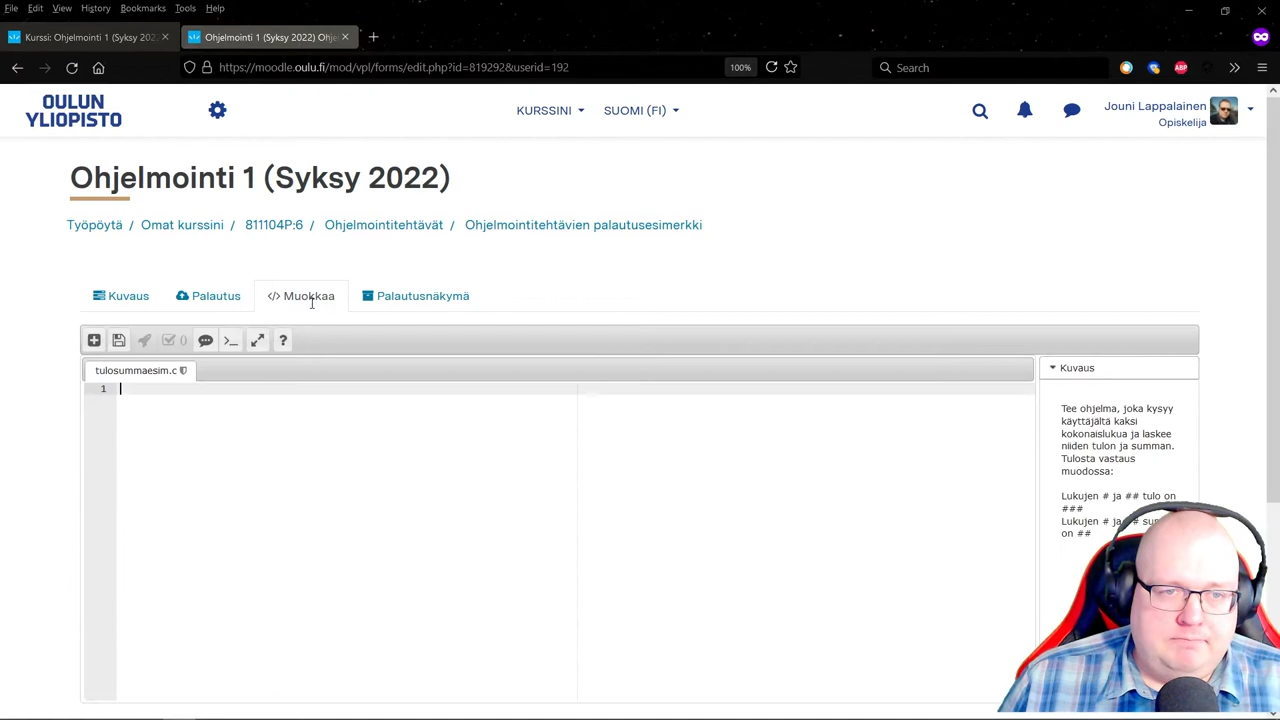 File Edit View History Bookmarks Tools Help
Kurssi: Ohjelmointi 1 (Syksy 202
Ohjelmointi 1 (Syksy 2022) Ohje
https://moodle.oulu.fi/mod/vpl/forms/edit.php?id=819292&userid=192
100%
Search
ABP
OULUN
YLIOPISTO
KURSSINI
SUOMI (FI)
Jouni Lappalainen
Opiskelija
Ohjelmointi 1 (Syksy 2022)
Työpöytä / Omat kurssini / 811104P:6 / Ohjelmointitehtävät / Ohjelmointitehtävien palautusesimerkki
Kuvaus
Palautus
</> Muokkaa
Palautusnäkymä
tulosummaesim.c
1
Kuvaus
Tee ohjelma, joka kysyy
käyttäjältä kaksi
kokonaislukua ja laskee
niiden tulon ja summan.
Tulosta vastaus
muodossa:
Lukujen # ja ## tulo on
###
Lukujen # ja
on ##